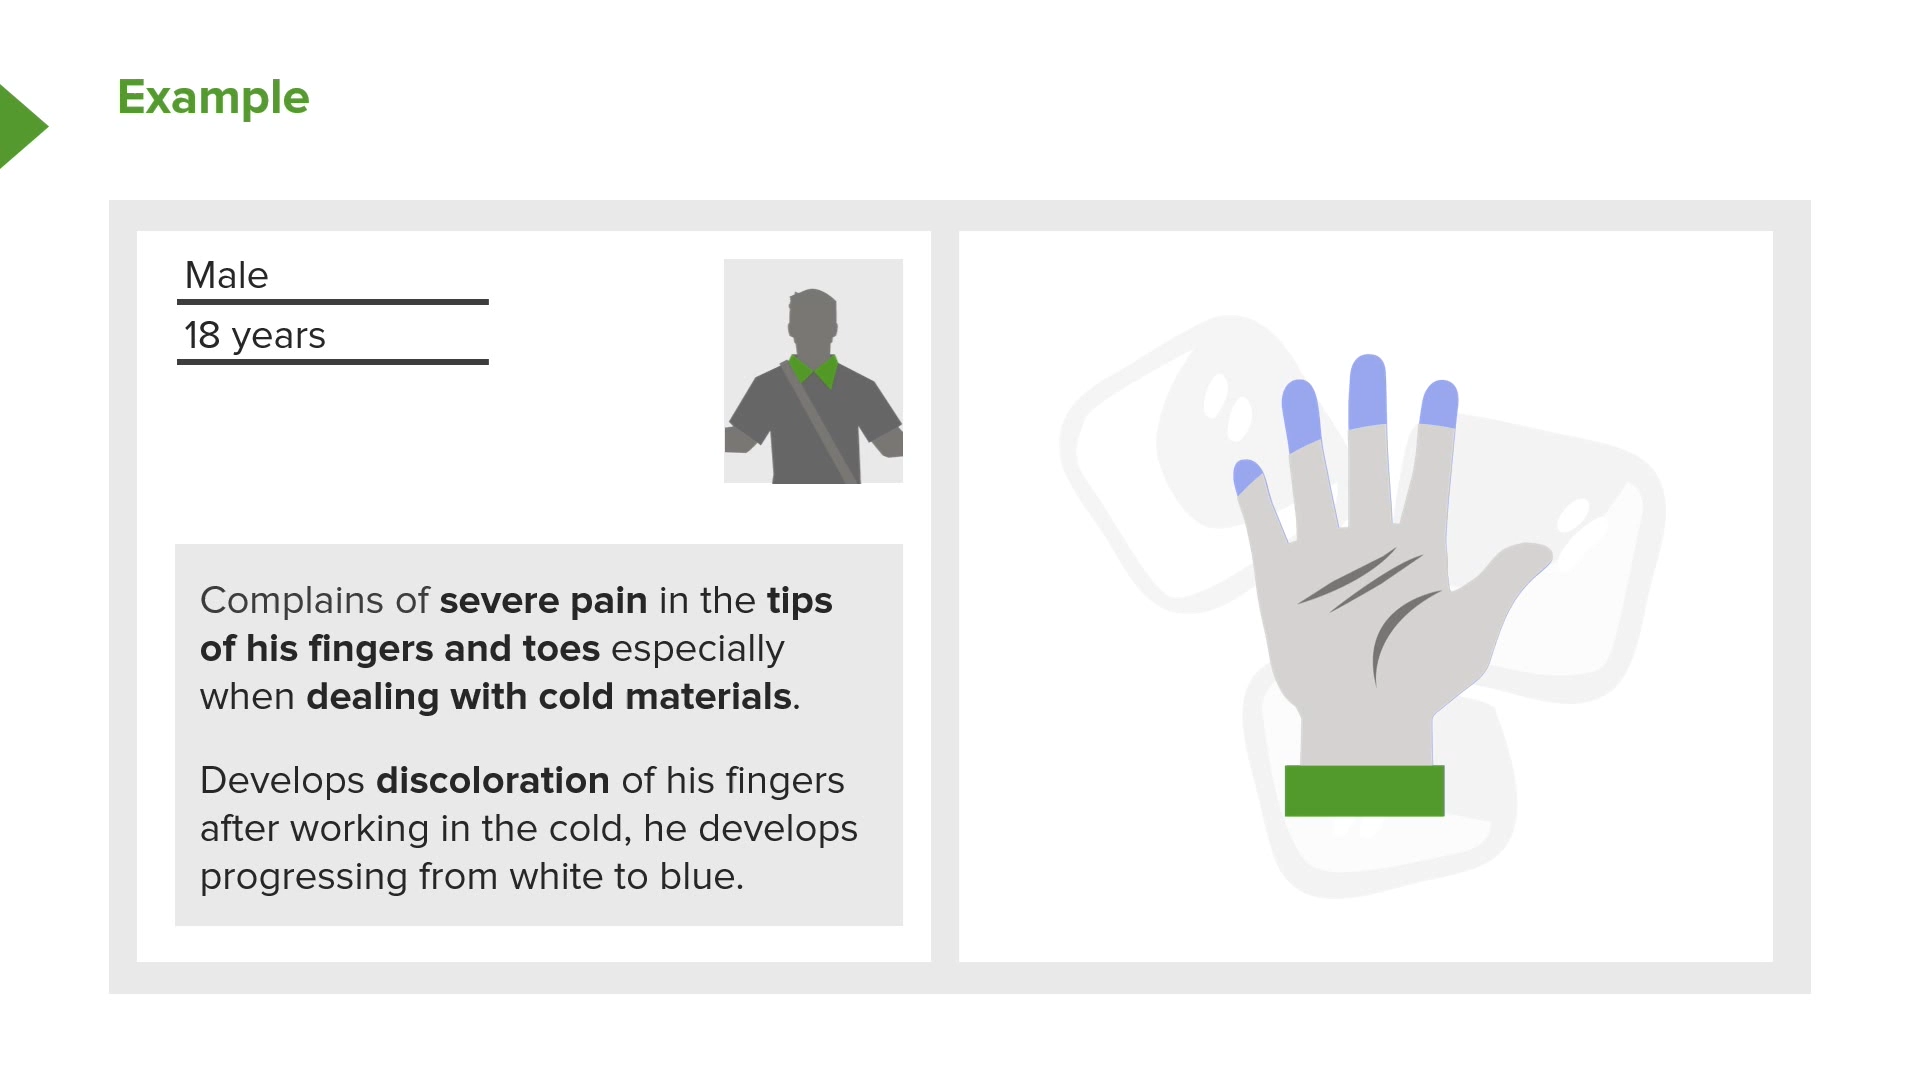 Example
Male
18 years
Complains of severe pain in the tips
of his fingers and toes especially
when dealing with cold materials.
Develops discoloration of his fingers
after working in the cold, he develops
progressing from white to blue.